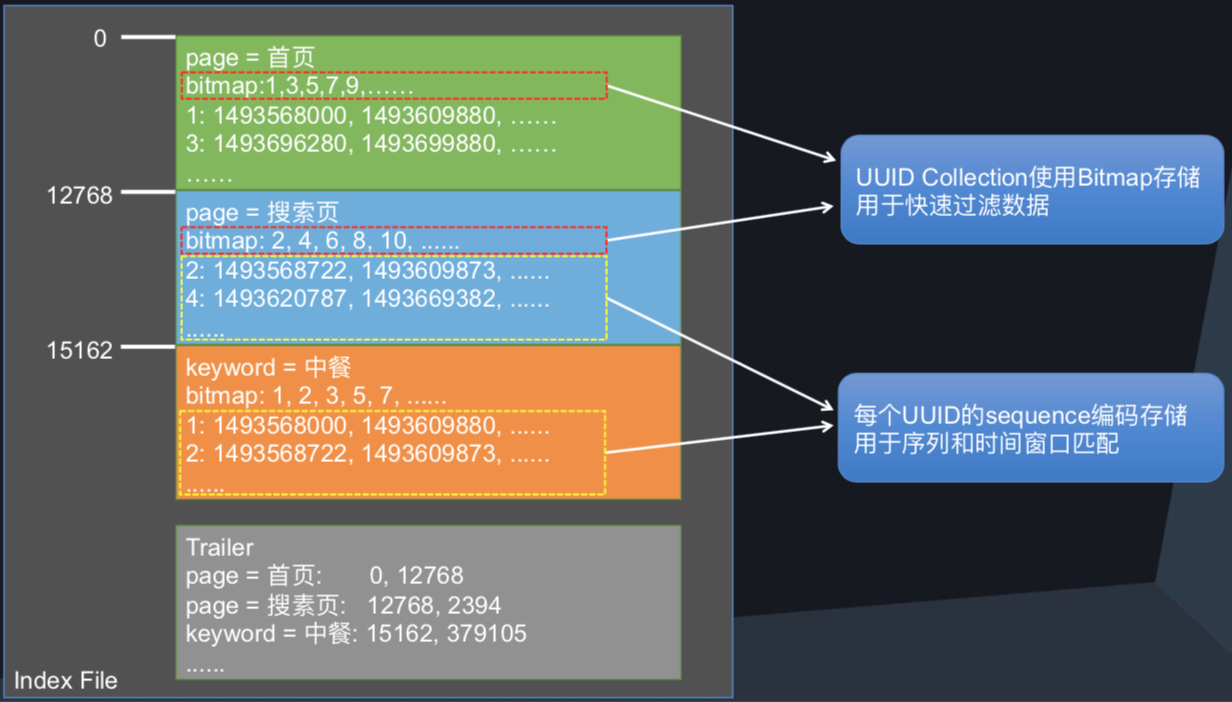 0
page = 首页
bitmap:1,3,5,7,9,……
1: 1493568000, 1493609880, ……
3: 1493696280, 1493699880, ……
……
12768
page = 搜索页
bitmap: 2, 4, 6, 8, 10, ......
2: 1493568722, 1493609873, ......
4: 1493620787, 1493669382, ......
......
15162
keyword = 中餐
bitmap: 1, 2, 3, 5, 7, ......
1: 1493568000, 1493609880, ......
2: 1493568722, 1493609873, ......
......
Trailer
page = 首页: 0, 12768
page = 搜素页: 12768, 2394
keyword = 中餐: 15162, 379105
......
Index File
UUID Collection使用Bitmap存储
用于快速过滤数据
每个UUID的sequence编码存储
用于序列和时间窗口匹配